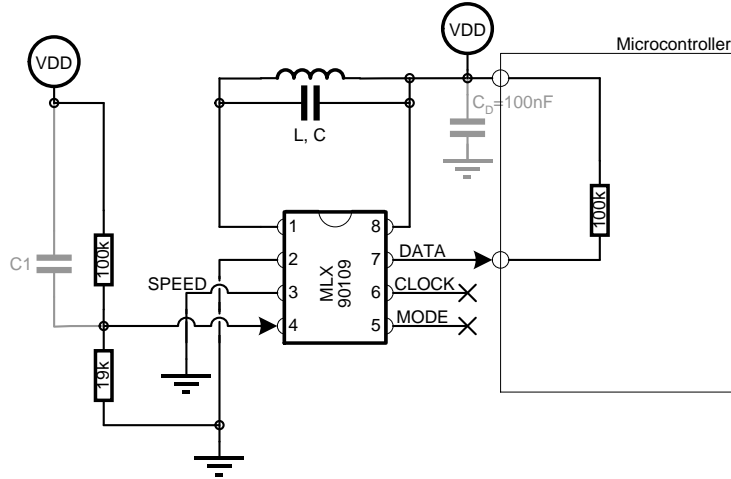 VDD
Microcontroller
VDD
C_D=100nF
L, C
100k
1
8
DATA
C1
100k
2
7
SPEED
MLX
90109
CLOCK
3
6
MODE
4
5
19k